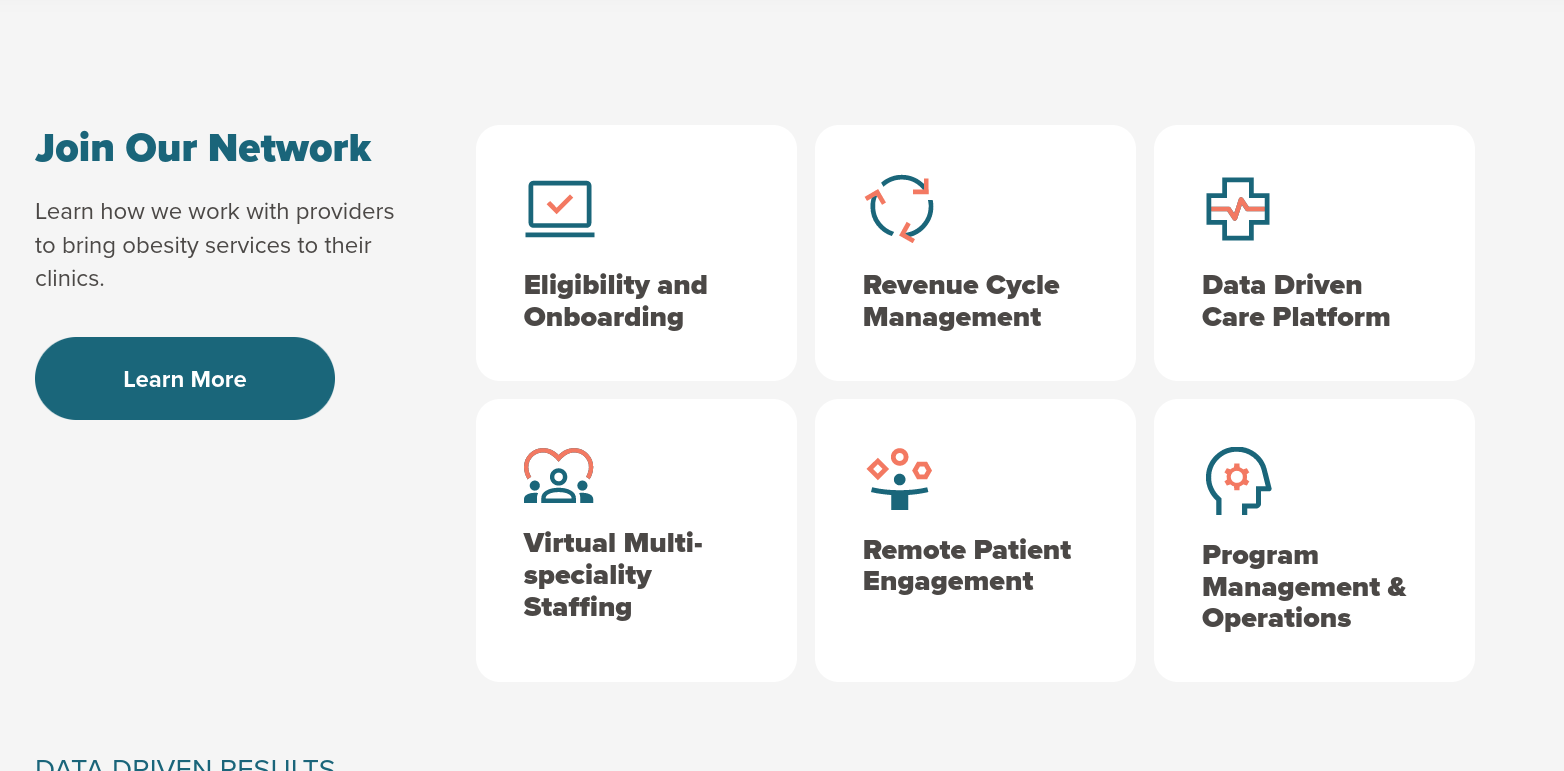 Join Our Network
Learn how we work with providers
to bring obesity services to their
clinics.
Learn More
Eligibility and
Onboarding
Revenue Cycle
Management
Data Driven
Care Platform
Virtual Multi-
speciality
Staffing
Remote Patient
Engagement
Program
Management &
Operations
DATA DRIVEN RESULTS